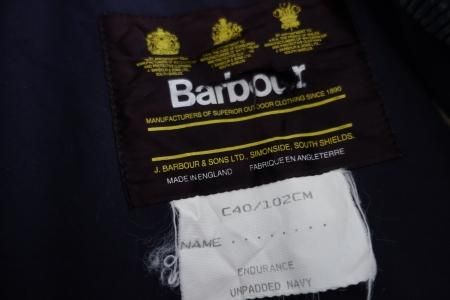 Barbour
MANUFACTURERS OF SUPERIOR OUTDOOR CLOTHING SINCE 1890
J. BARBOUR & SONS LTD., SIMONSIDE, SOUTH SHIELDS.
MADE IN ENGLAND FABRIQUE EN ANGLETERRE
C40/102CM
NAME ........
ENDURANCE
UNPADDED NAVY